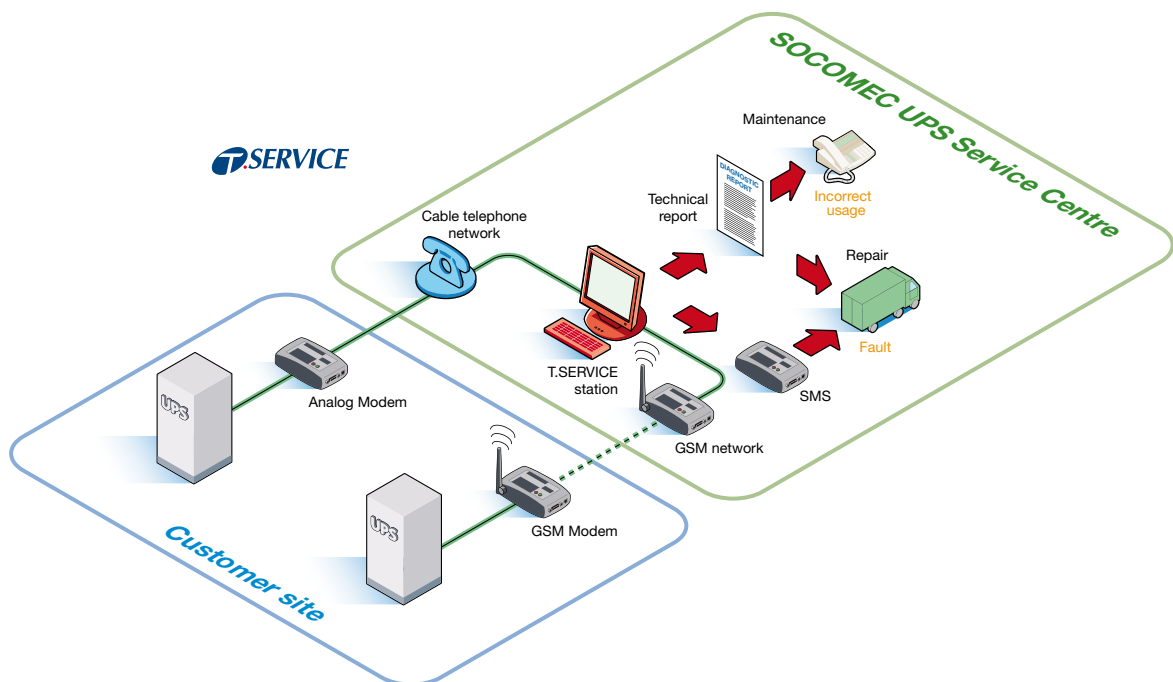 SOCOMEC UPS Service Centre
T.SERVICE
Maintenance
DIAGNOSTIC
REPORT
Incorrect
usage
Technical
report
Cable telephone
network
Repair
Fault
T.SERVICE
station
SMS
GSM network
Analog Modem
UPS
GSM Modem
UPS
Customer site